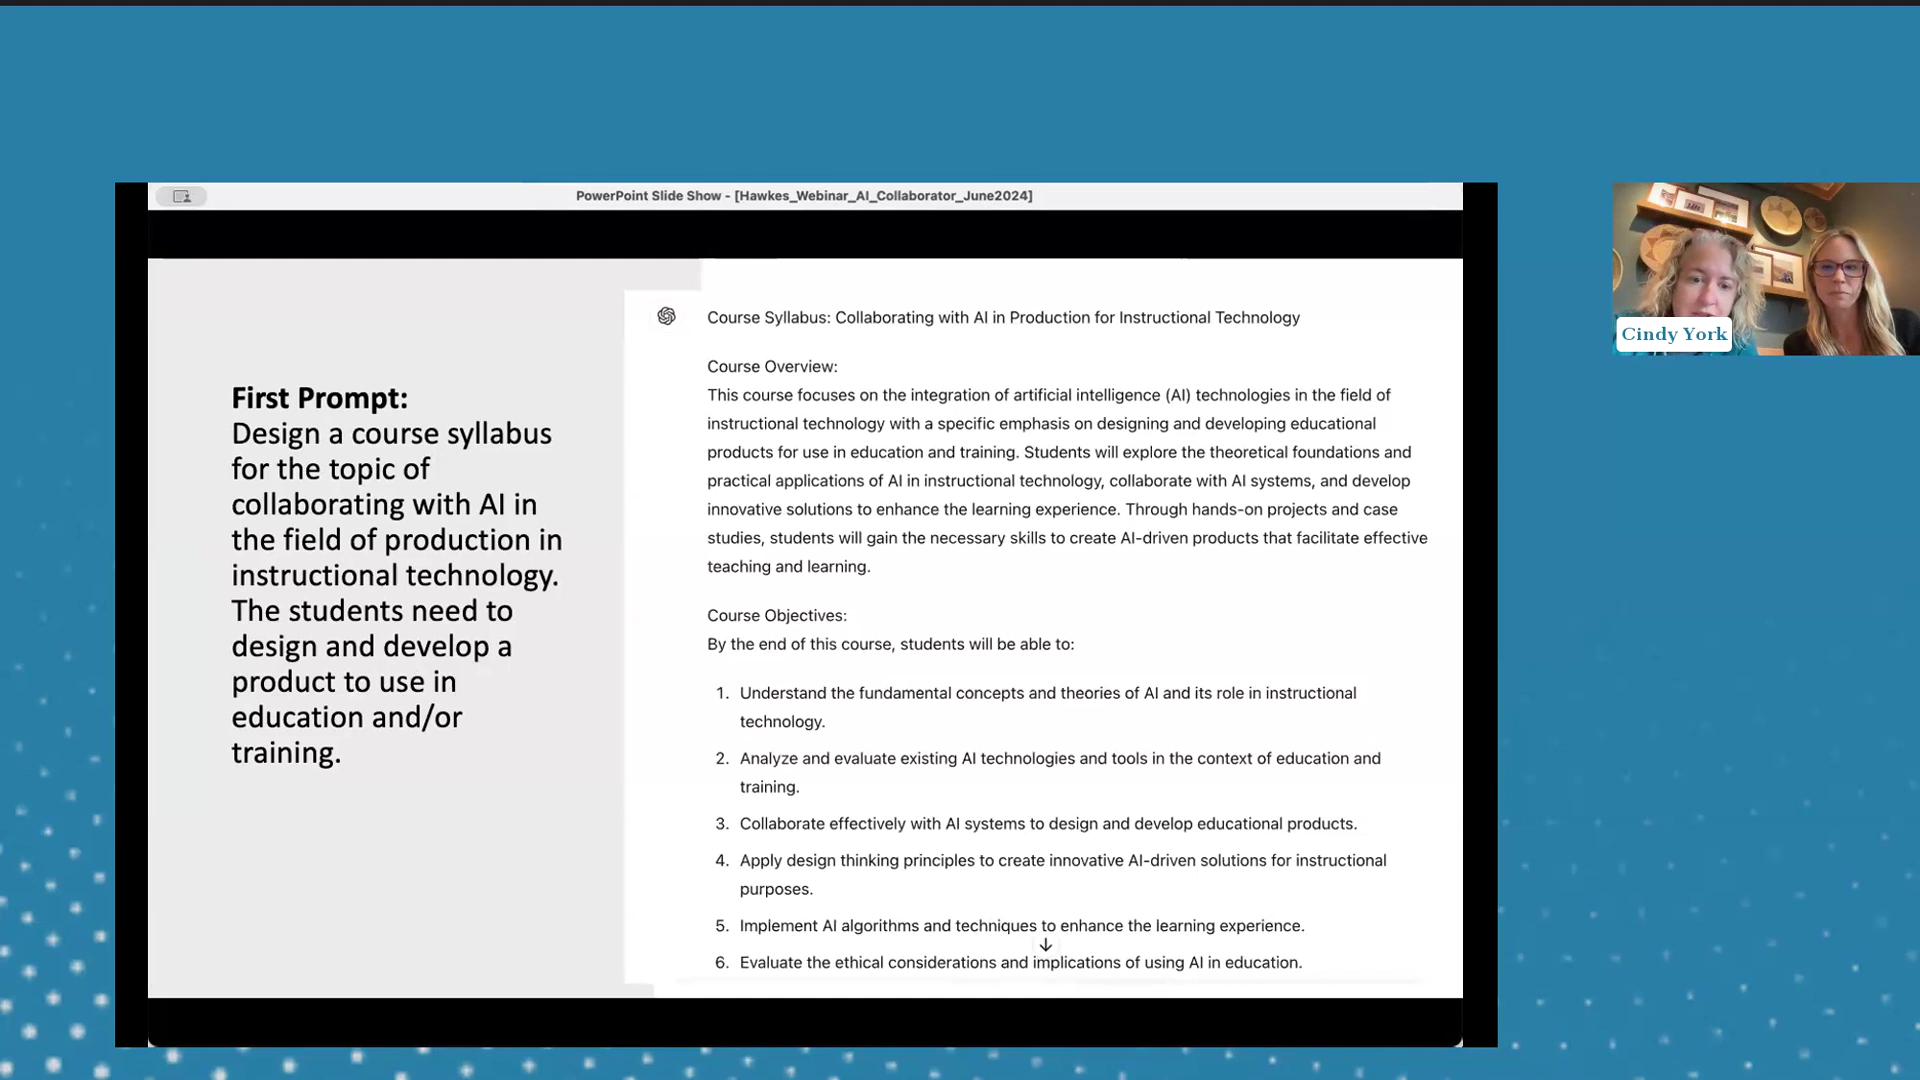 PowerPoint Slide Show - [Hawkes_Webinar_AI_Collaborator_June2024]
First Prompt:
Design a course syllabus
for the topic of
collaborating with AI in
the field of production in
instructional technology.
The students need to
design and develop a
product to use in
education and/or
training.
Course Syllabus: Collaborating with AI in Production for Instructional Technology
Course Overview:
This course focuses on the integration of artificial intelligence (AI) technologies in the field of
instructional technology with a specific emphasis on designing and developing educational
products for use in education and training. Students will explore the theoretical foundations and
practical applications of AI in instructional technology, collaborate with AI systems, and develop
innovative solutions to enhance the learning experience. Through hands-on projects and case
studies, students will gain the necessary skills to create AI-driven products that facilitate effective
teaching and learning.
Course Objectives:
By the end of this course, students will be able to:
1. Understand the fundamental concepts and theories of AI and its role in instructional
technology.
2. Analyze and evaluate existing AI technologies and tools in the context of education and
training.
3. Collaborate effectively with AI systems to design and develop educational products.
4. Apply design thinking principles to create innovative AI-driven solutions for instructional
purposes.
5. Implement AI algorithms and techniques to enhance the learning experience.
6. Evaluate the ethical considerations and implications of using AI in education.
Cindy York